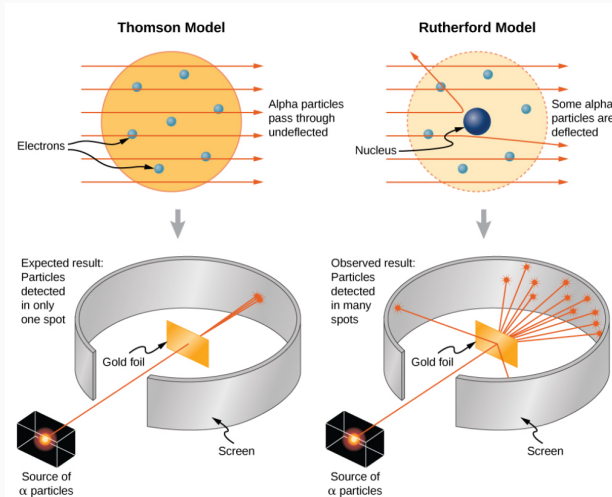 Thomson Model
Alpha particles
pass through
undeflected
Electrons
Rutherford Model
Some alpha
particles are
deflected
Nucleus
Expected result:
Particles
detected
in only
one spot
Gold foil
Screen
Source of
α particles
Observed result:
Particles
detected
in many
spots
Gold foil
Screen
Source of
α particles